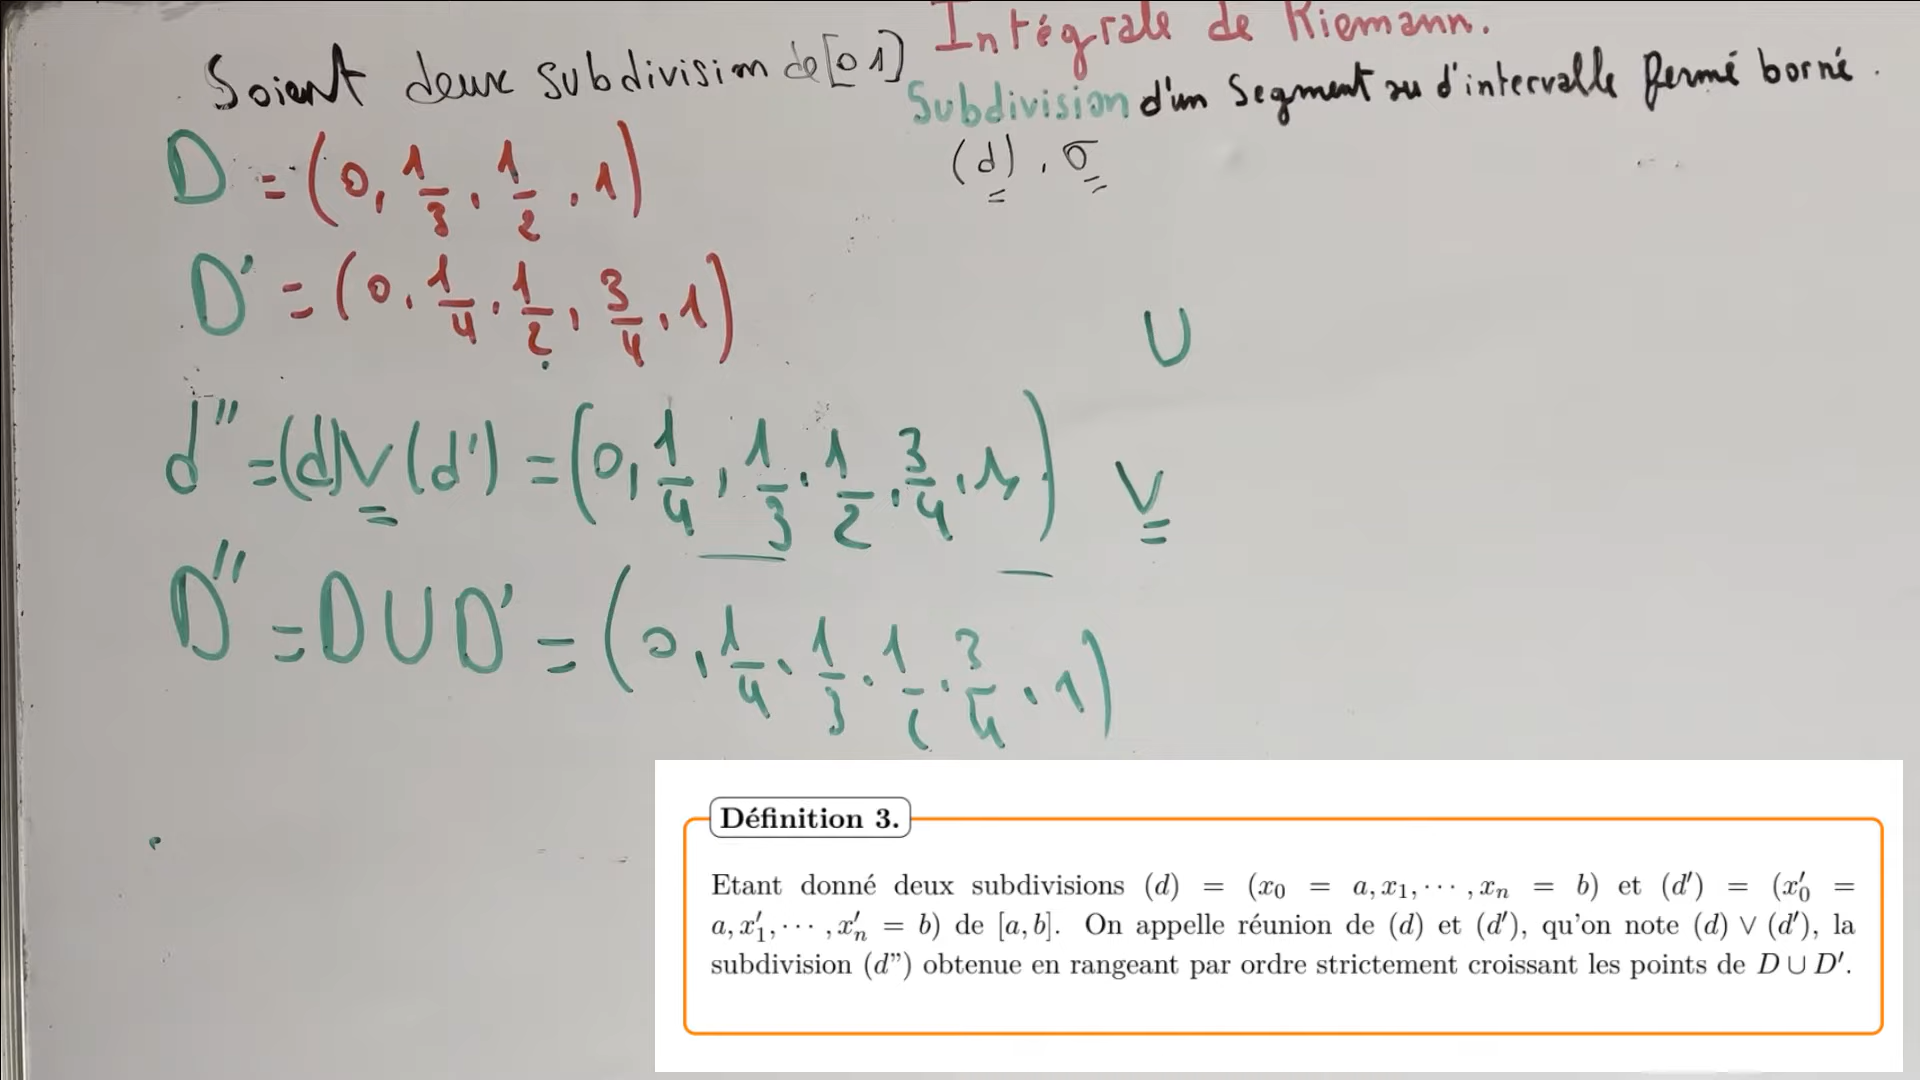 Intégrale de Riemann.
Soient deux subdivision de [0 1]
Subdivision d'un segment ou d'intervalle fermé borné.
(d), σ
D = (0, 1/3, 1/2, 1)
D' = (0, 1/4, 1/2, 3/4, 1)
U
d'' = (d) V (d') = (0, 1/4, 1/3, 1/2, 3/4, 1)
V
D'' = D U D' = (0, 1/4, 1/3, 1/2, 3/4, 1)
Définition 3.
Etant donné deux subdivisions (d) = (x₀ = a, x₁, ⋯ , xₙ = b) et (d′) = (x′₀ =
a, x′₁, ⋯ , x′ₙ = b) de [a, b]. On appelle réunion de (d) et (d′), qu'on note (d) ∨ (d′), la
subdivision (d”) obtenue en rangeant par ordre strictement croissant les points de D ∪ D′.